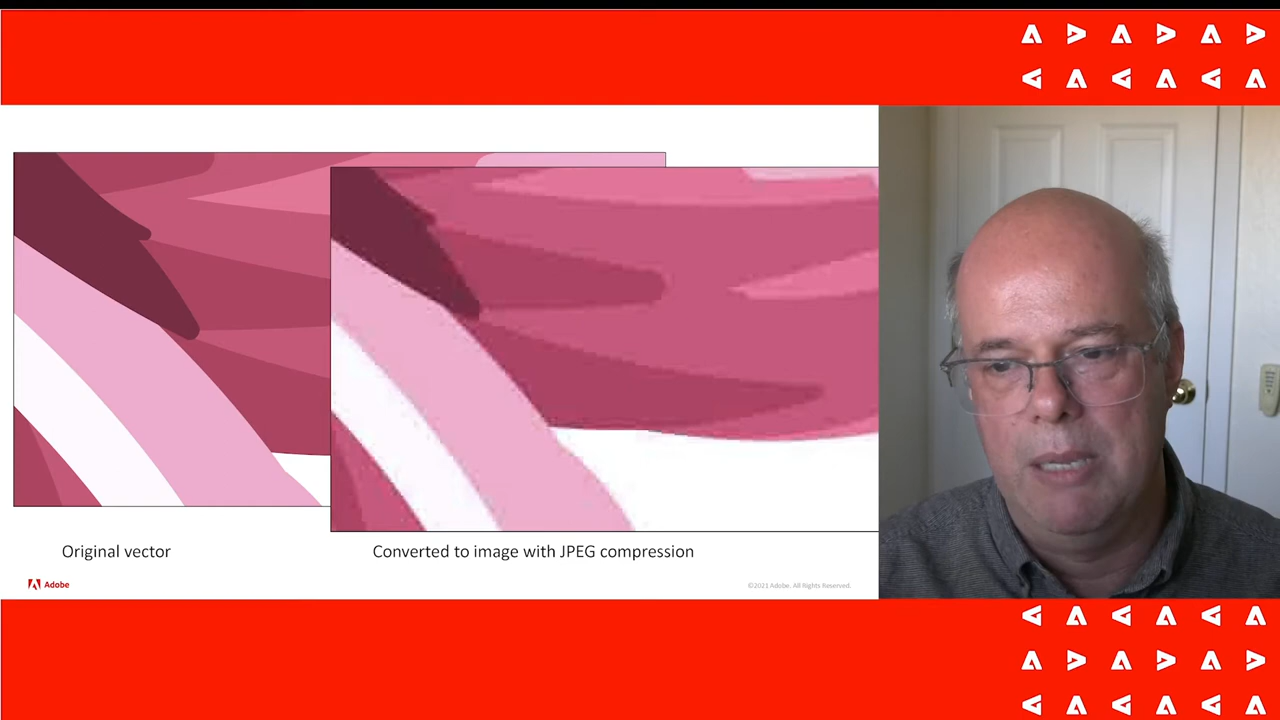 Original vector
Converted to image with JPEG compression
Adobe
©2021 Adobe. All Rights Reserved.